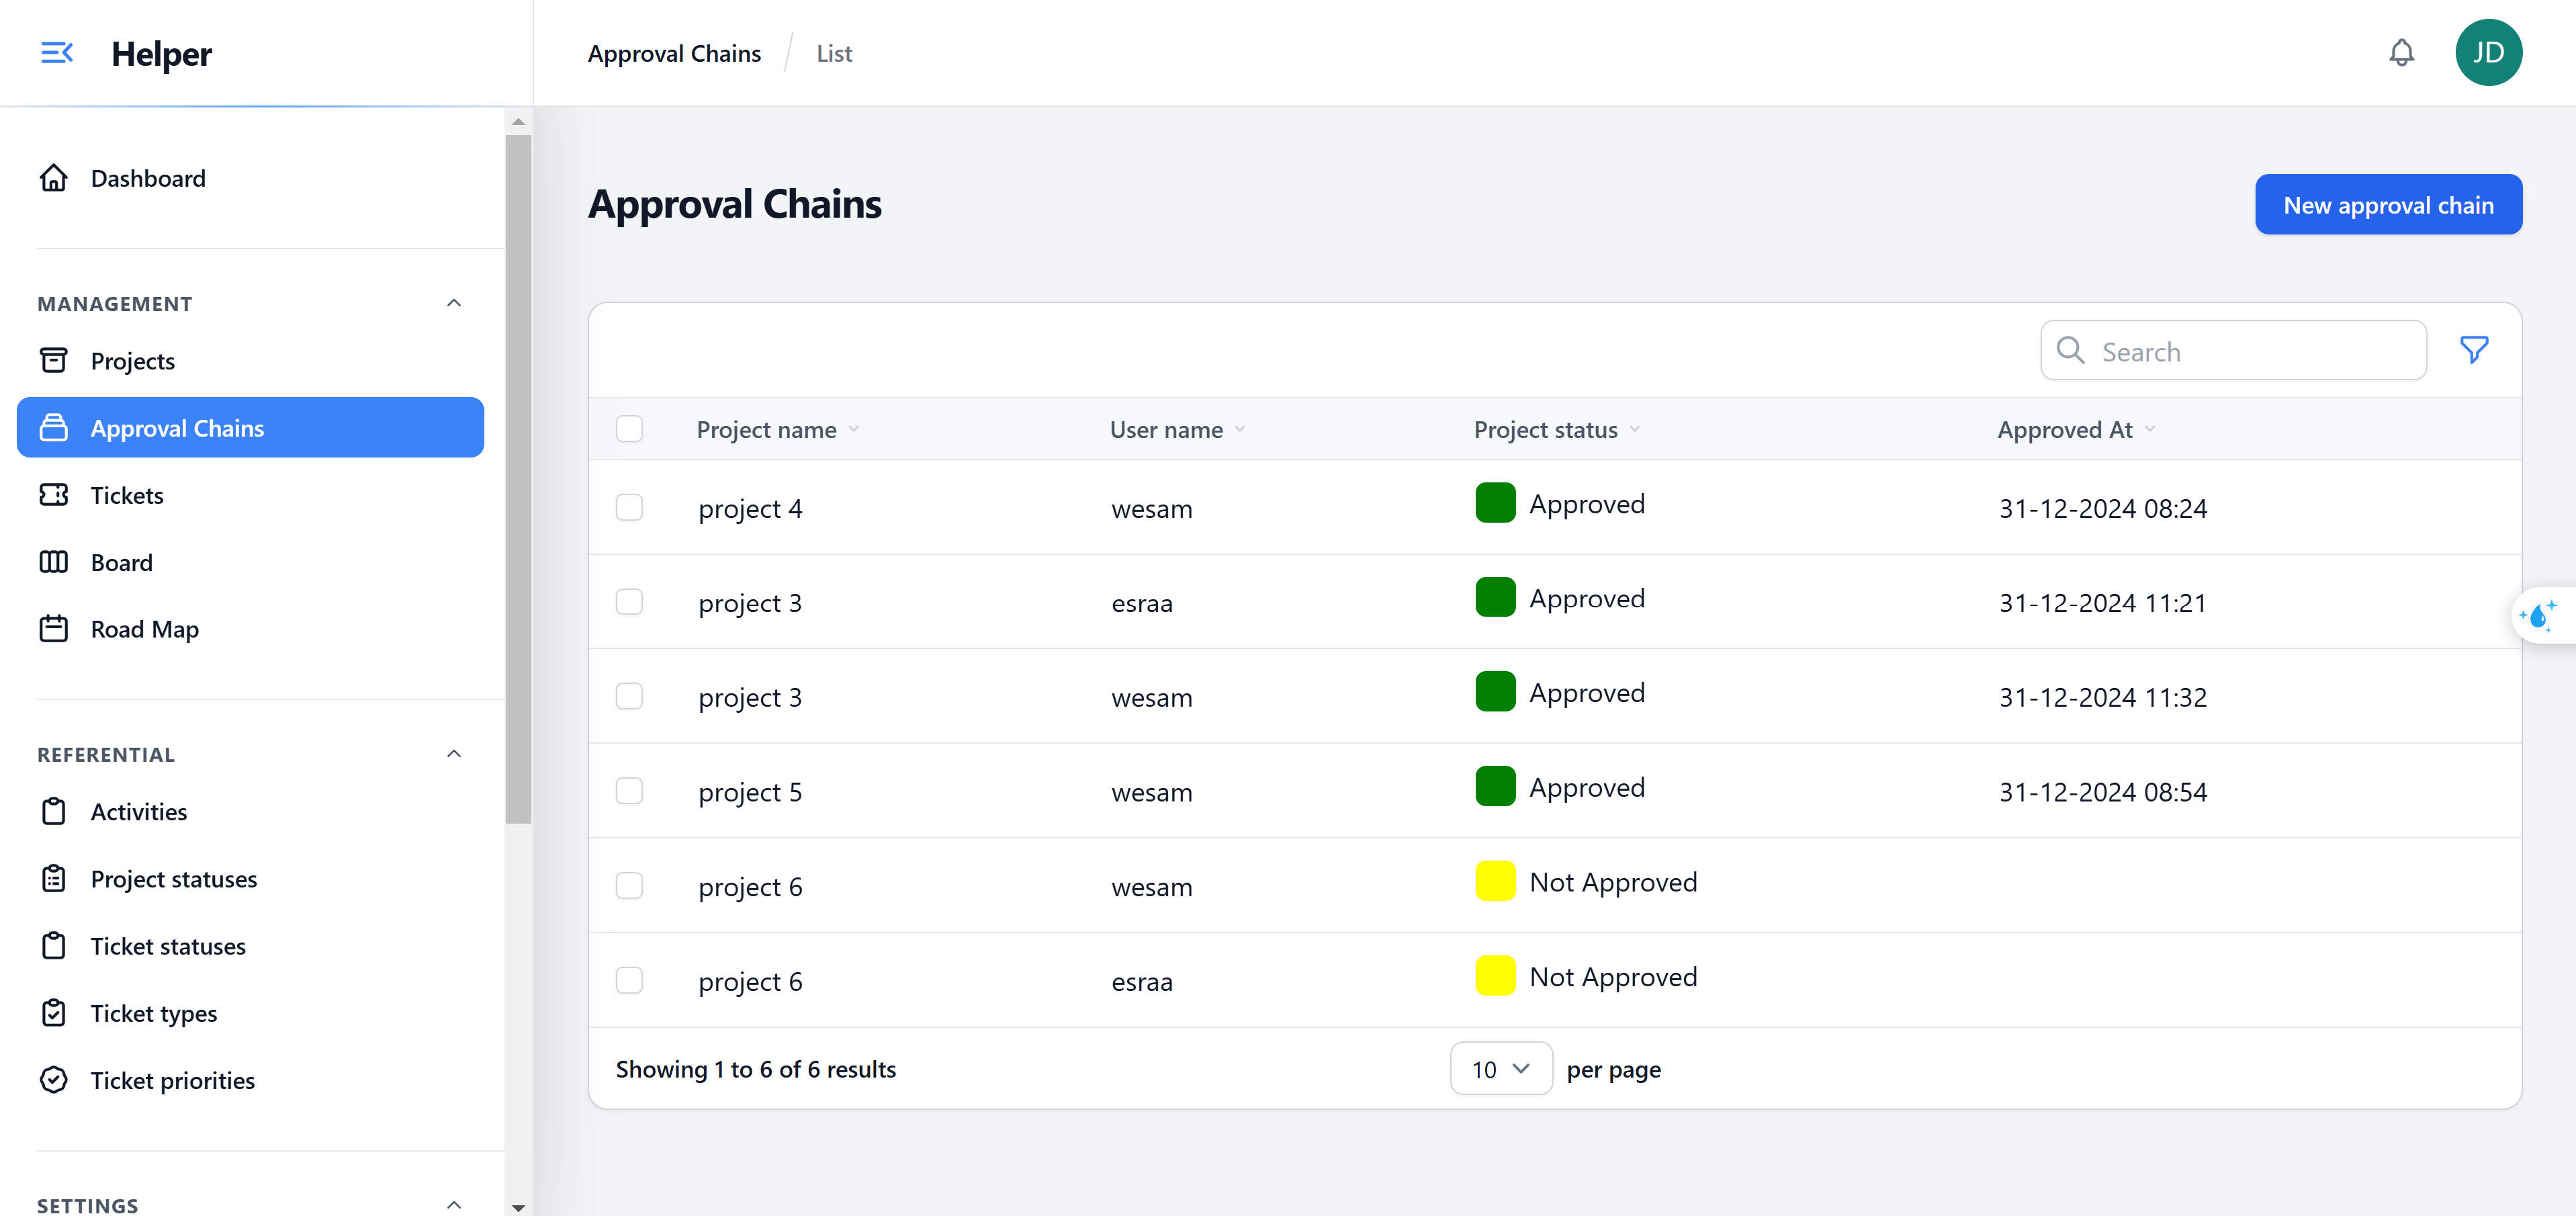 Helper
Approval Chains
List
JD
Dashboard
MANAGEMENT
Projects
Approval Chains
Tickets
Board
Road Map
REFERENTIAL
Activities
Project statuses
Ticket statuses
Ticket types
Ticket priorities
SETTINGS
Approval Chains
New approval chain
Search
Project name User name Project status Approved At
project 4 wesam Approved 31-12-2024 08:24
project 3 esraa Approved 31-12-2024 11:21
project 3 wesam Approved 31-12-2024 11:32
project 5 wesam Approved 31-12-2024 08:54
project 6 wesam Not Approved
project 6 esraa Not Approved
Showing 1 to 6 of 6 results 10 per page